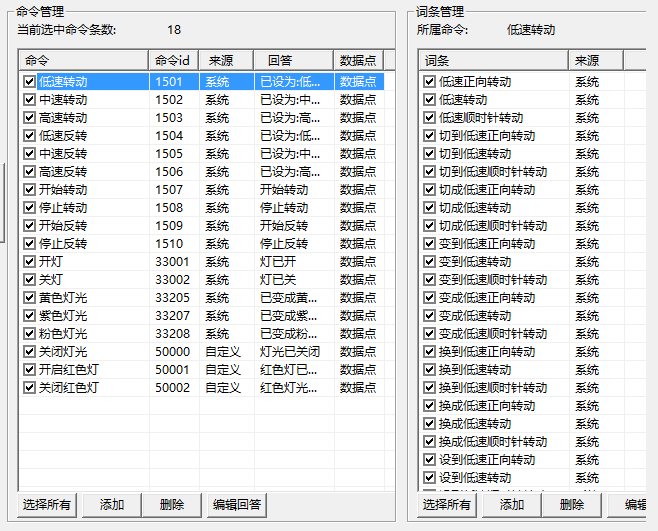 命令管理
当前选中命令条数: 18
命令 命令id 来源 回答 数据点
低速转动 1501 系统 已设为:低... 数据点
中速转动 1502 系统 已设为:中... 数据点
高速转动 1503 系统 已设为:高... 数据点
低速反转 1504 系统 已设为:低... 数据点
中速反转 1505 系统 已设为:中... 数据点
高速反转 1506 系统 已设为:高... 数据点
开始转动 1507 系统 开始转动 数据点
停止转动 1508 系统 停止转动 数据点
开始反转 1509 系统 开始反转 数据点
停止反转 1510 系统 停止反转 数据点
开灯 33001 系统 灯已开 数据点
关灯 33002 系统 灯已关 数据点
黄色灯光 33205 系统 已变成黄... 数据点
紫色灯光 33207 系统 已变成紫... 数据点
粉色灯光 33208 系统 已变成粉... 数据点
关闭灯光 50000 自定义 灯光已关闭 数据点
开启红色灯 50001 自定义 红色灯已... 数据点
关闭红色灯 50002 自定义 红色灯光... 数据点
选择所有 添加 删除 编辑回答
词条管理
所属命令: 低速转动
词条 来源
低速正向转动 系统
低速转动 系统
低速顺时针转动 系统
切到低速正向转动 系统
切到低速转动 系统
切到低速顺时针转动 系统
切成低速正向转动 系统
切成低速转动 系统
切成低速顺时针转动 系统
变到低速正向转动 系统
变到低速转动 系统
变到低速顺时针转动 系统
变成低速正向转动 系统
变成低速转动 系统
变成低速顺时针转动 系统
换到低速正向转动 系统
换到低速转动 系统
换到低速顺时针转动 系统
换成低速正向转动 系统
换成低速转动 系统
换成低速顺时针转动 系统
设到低速正向转动 系统
设到低速转动 系统
选择所有 添加 删除 编辑